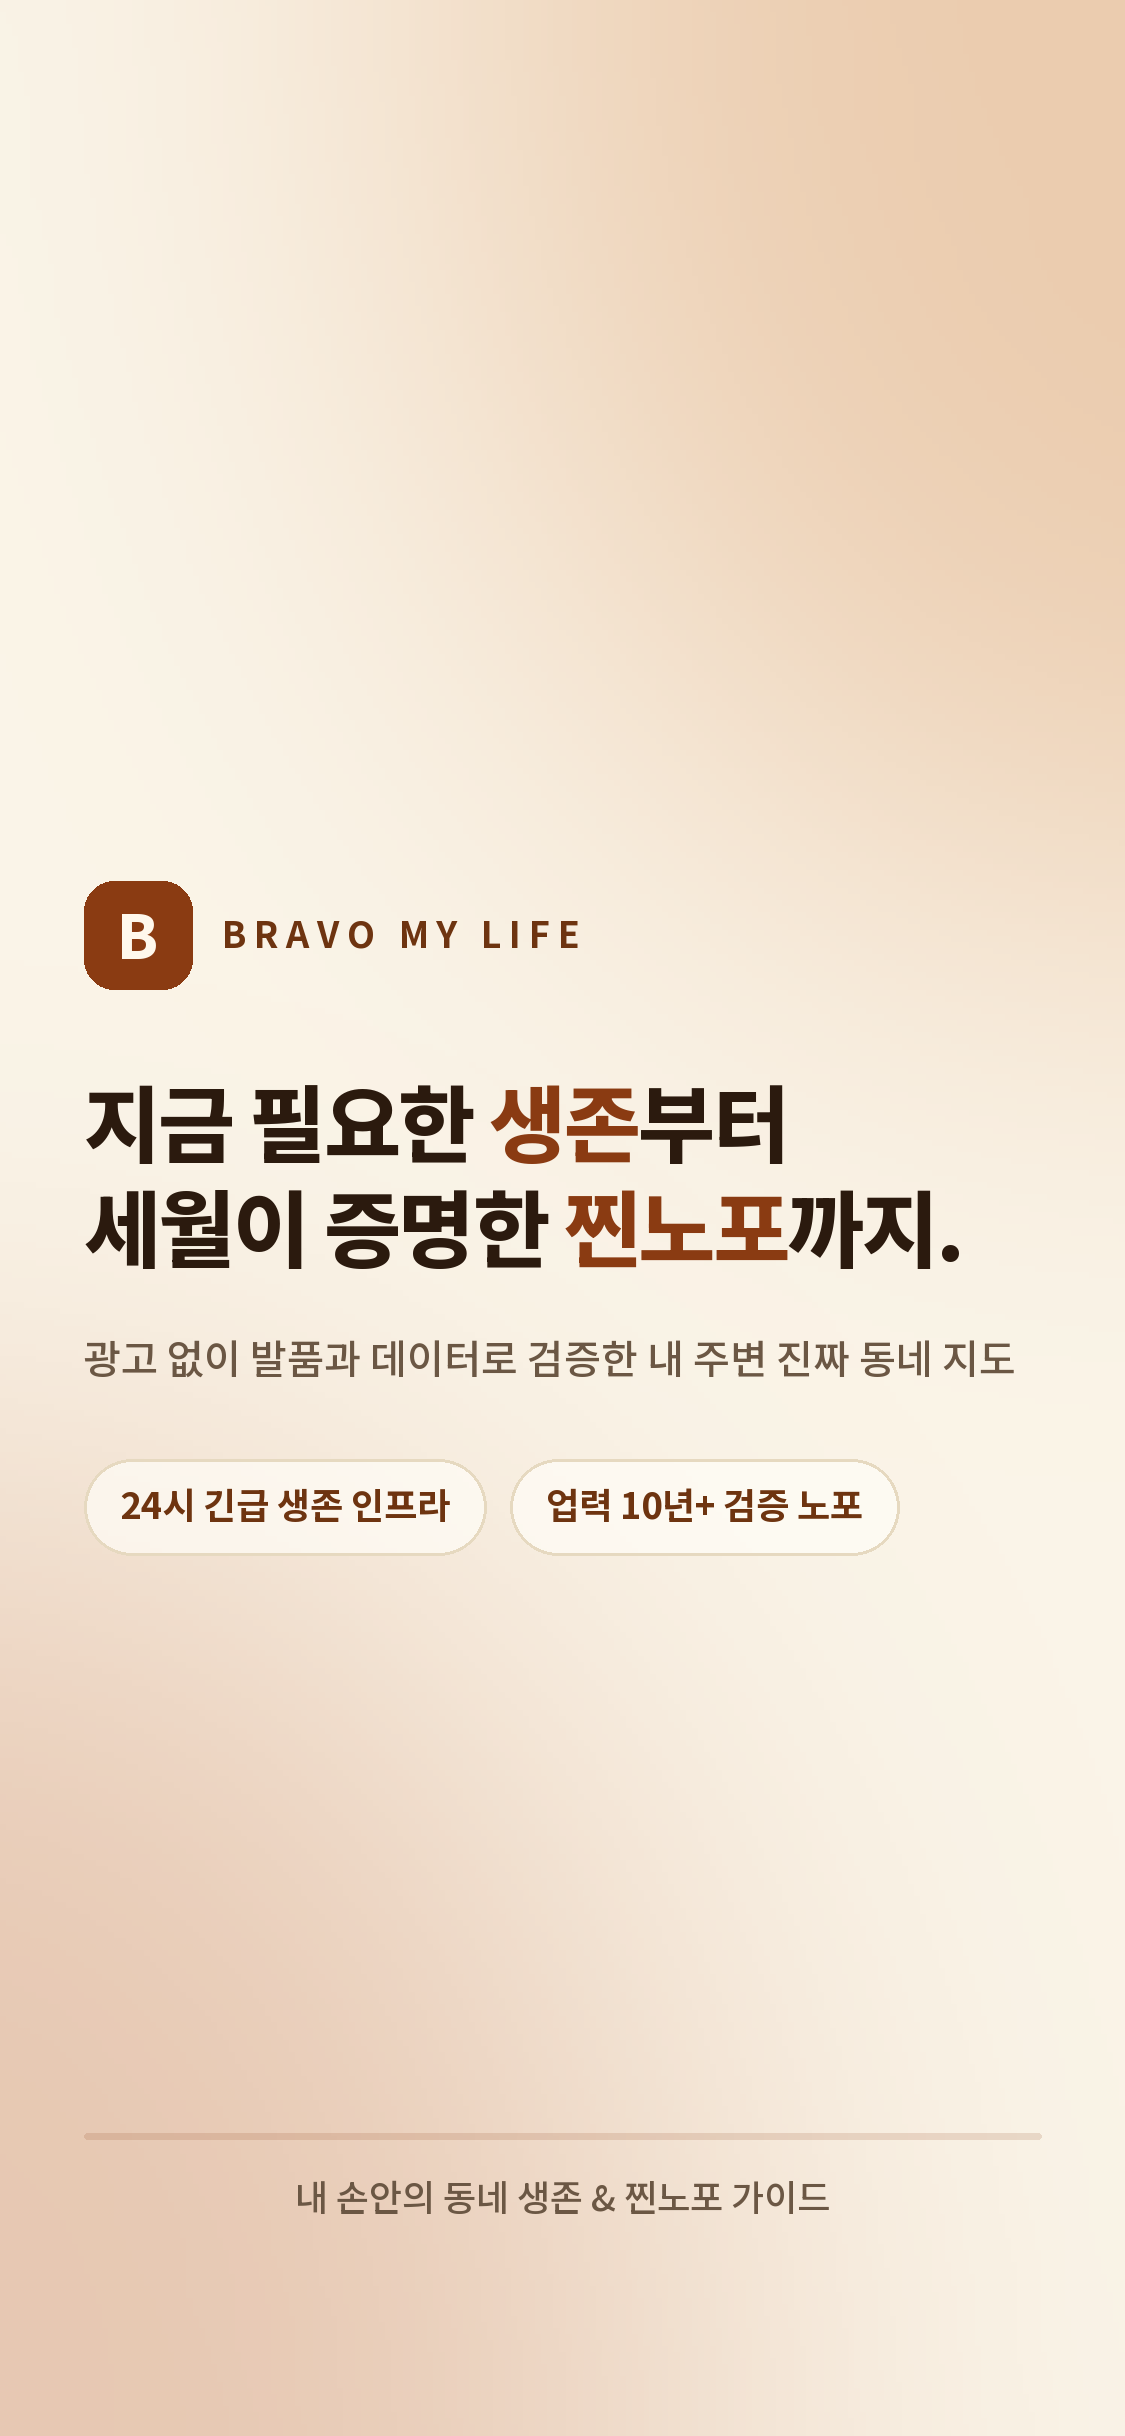 B
BRAVO MY LIFE
지금 필요한 생존부터
세월이 증명한 찐노포까지.
광고 없이 발품과 데이터로 검증한 내 주변 진짜 동네 지도
24시 긴급 생존 인프라
업력 10년+ 검증 노포
내 손안의 동네 생존 & 찐노포 가이드